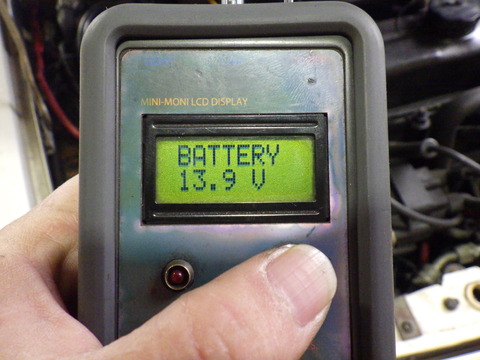 MINI-MONI LCD DISPLAY
BATTERY
13.9 V